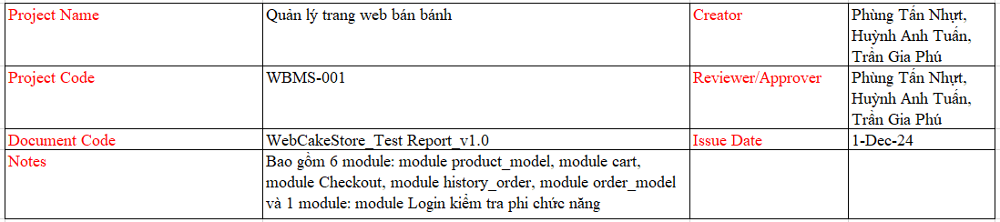 Project Name Quản lý trang web bán bánh Creator Phùng Tấn Nhựt,
Huỳnh Anh Tuấn,
Trần Gia Phú
Project Code WBMS-001 Reviewer/Approver Phùng Tấn Nhựt,
Huỳnh Anh Tuấn,
Trần Gia Phú
Document Code WebCakeStore_Test Report_v1.0 Issue Date 1-Dec-24
Notes Bao gồm 6 module: module product_model, module cart,
module Checkout, module history_order, module order_model
và 1 module: module Login kiểm tra phi chức năng